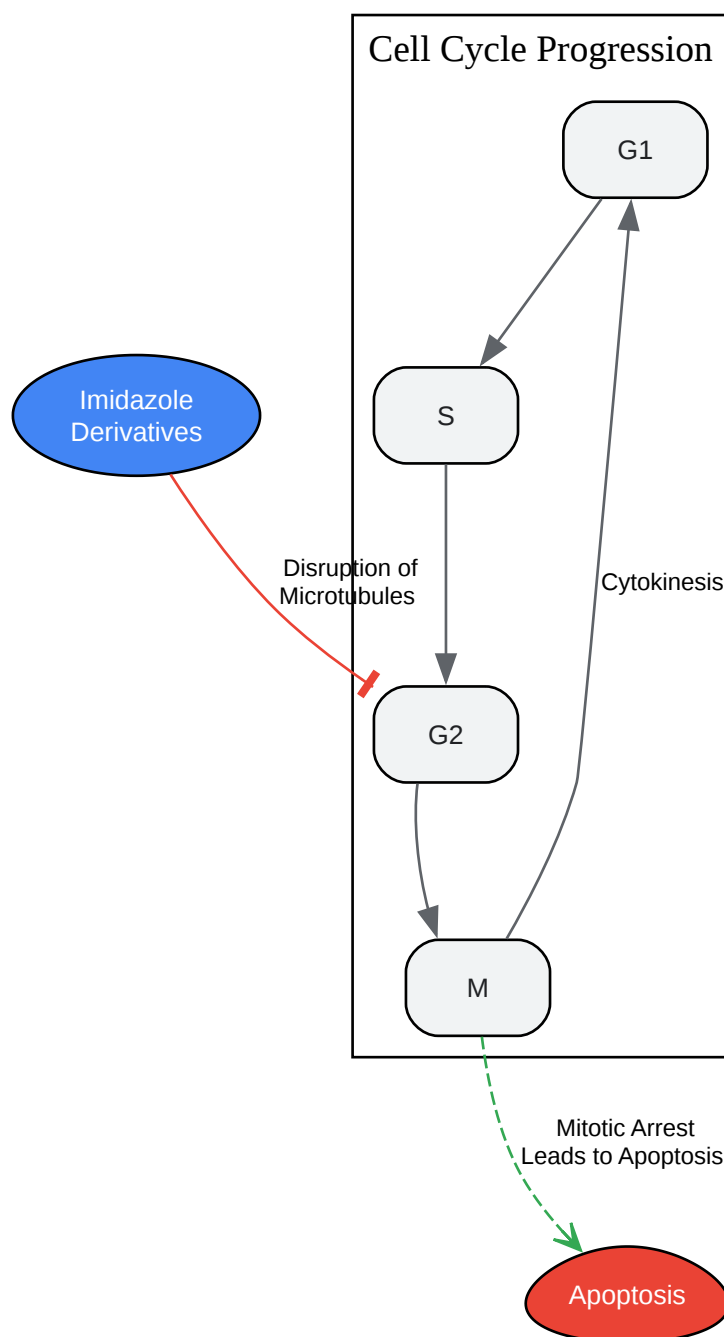 Cell Cycle Progression
G1
S
Imidazole
Derivatives
Disruption of
Microtubules
Cytokinesis
G2
M
Mitotic Arrest
Leads to Apoptosis
Apoptosis